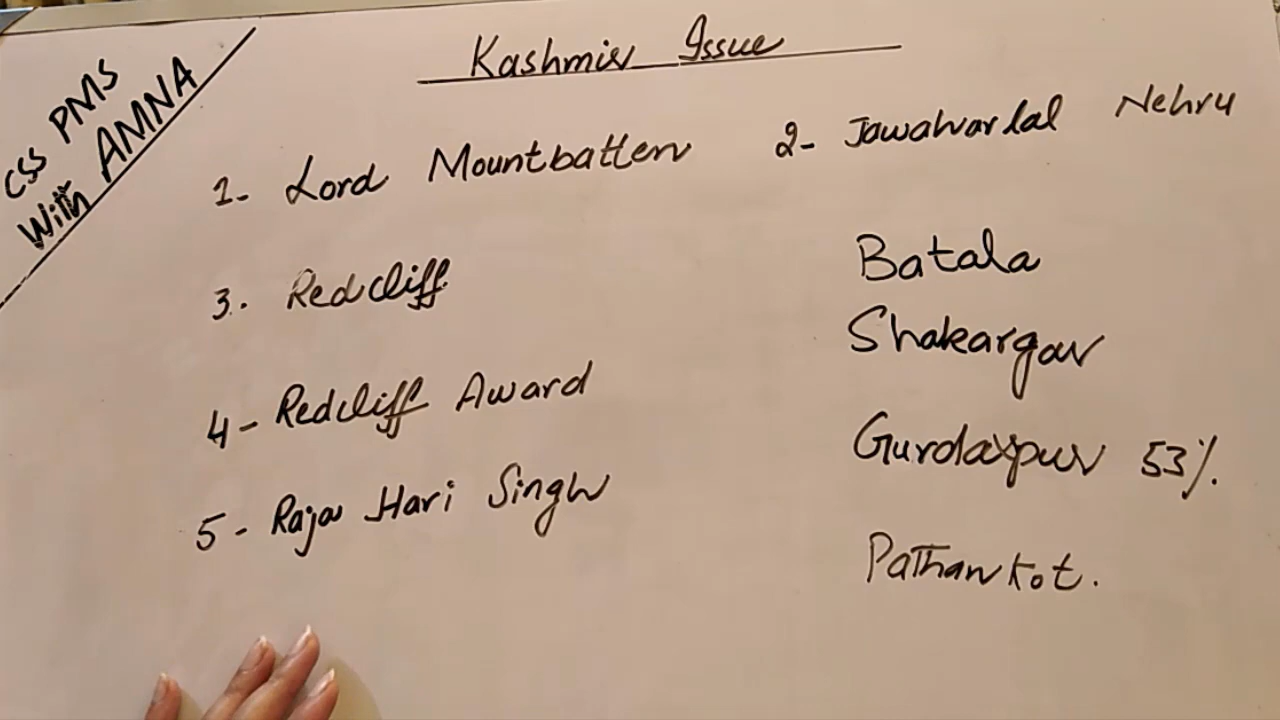 CSS PMS
With AMNA
Kashmir Issue
1- Lord Mountbatten 2- Jawaharlal Nehru
3. Redcliff
Batala
Shakargar
4- Redcliff Award
Gurdaspur 53%.
5- Raja Hari Singh
Pathankot.